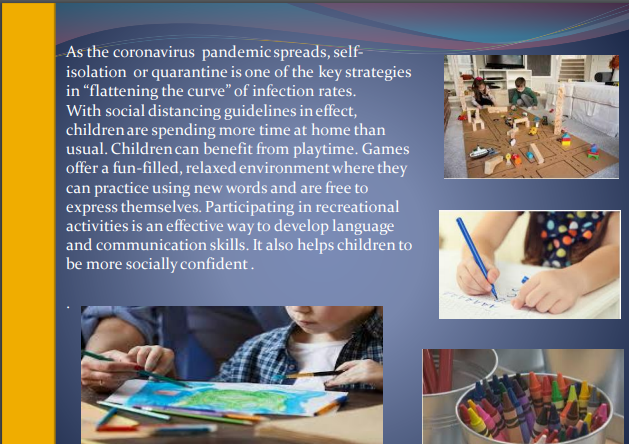 As the coronavirus pandemic spreads, self-
isolation or quarantine is one of the key strategies
in “flattening the curve” of infection rates.
With social distancing guidelines in effect,
children are spending more time at home than
usual. Children can benefit from playtime. Games
offer a fun-filled, relaxed environment where they
can practice using new words and are free to
express themselves. Participating in recreational
activities is an effective way to develop language
and communication skills. It also helps children to
be more socially confident .
.